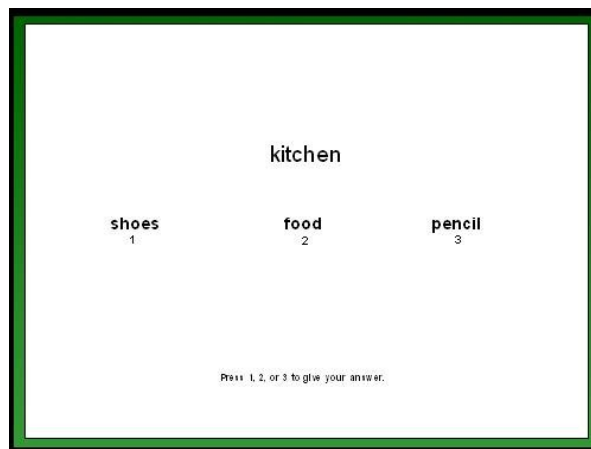 kitchen
shoes food pencil
1 2 3
Press 1, 2, or 3 to give your answer.